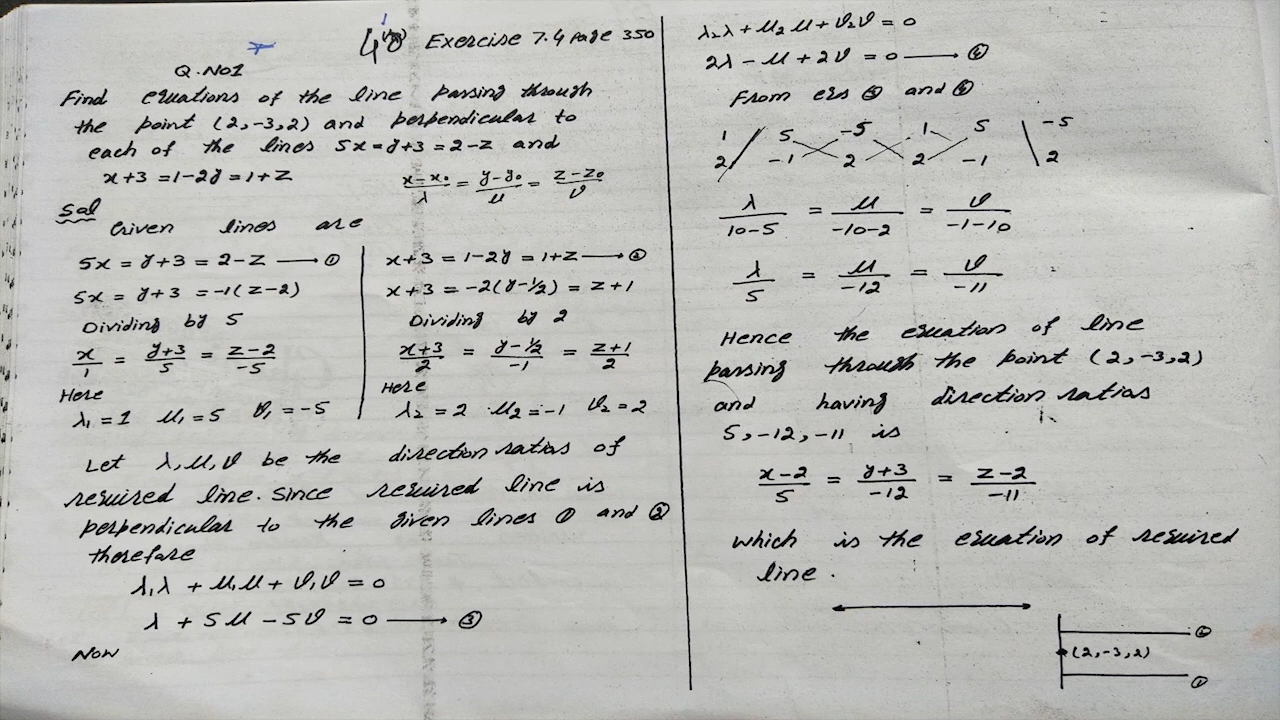 48 Exercise 7.4 page 350
Q.No1
Find equations of the line passing through
the point (2,-3,2) and perpendicular to
each of the lines 5x=y+3=2-z and
x+3=1-2y=1+z
(x-x₀)/λ = (y-y₀)/μ = (z-z₀)/ν
Sol
Given lines are
5x = y+3 = 2-z ⟶ ①
5x = y+3 = -1(z-2)
Dividing by 5
x/1 = (y+3)/5 = (z-2)/-5
Here
λ₁=1 μ₁=5 ν₁=-5
x+3=1-2y=1+z ⟶ ②
x+3=-2(y-1/2)=z+1
Dividing by 2
(x+3)/2 = (y-1/2)/-1 = (z+1)/2
Here
λ₂=2 μ₂=-1 ν₂=2
Let λ,μ,ν be the direction ratios of
required line. Since required line is
perpendicular to the given lines ① and ②
therefore
λ₁λ + μ₁μ + ν₁ν = 0
λ + 5μ - 5ν = 0 ⟶ ③
Now
λ₂λ + μ₂μ + ν₂ν = 0
2λ - μ + 2ν = 0 ⟶ ④
From eqs ③ and ④
1 5 -5 1 5 -5
2 -1 2 2 -1 2
λ/(10-5) = μ/(-10-2) = ν/(-1-10)
λ/5 = μ/-12 = ν/-11
Hence the equation of line
passing through the point (2,-3,2)
and having direction ratios
5,-12,-11 is
(x-2)/5 = (y+3)/-12 = (z-2)/-11
which is the equation of required
line.
②
(2,-3,2)
①